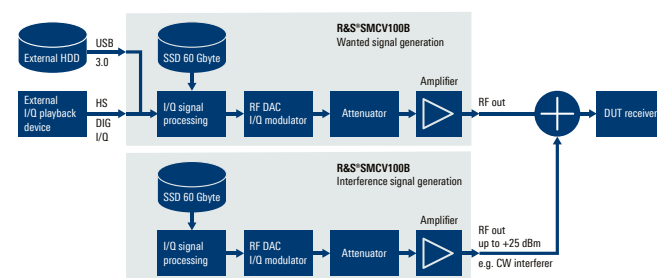 R&S®SMCV100B
Wanted signal generation
External HDD
USB
3.0
SSD 60 Gbyte
External
I/Q playback
device
HS
DIG
I/Q
I/Q signal
processing
RF DAC
I/Q modulator
Attenuator
Amplifier
RF out
DUT receiver
R&S®SMCV100B
Interference signal generation
SSD 60 Gbyte
I/Q signal
processing
RF DAC
I/Q modulator
Attenuator
Amplifier
RF out
up to +25 dBm
e.g. CW interferer